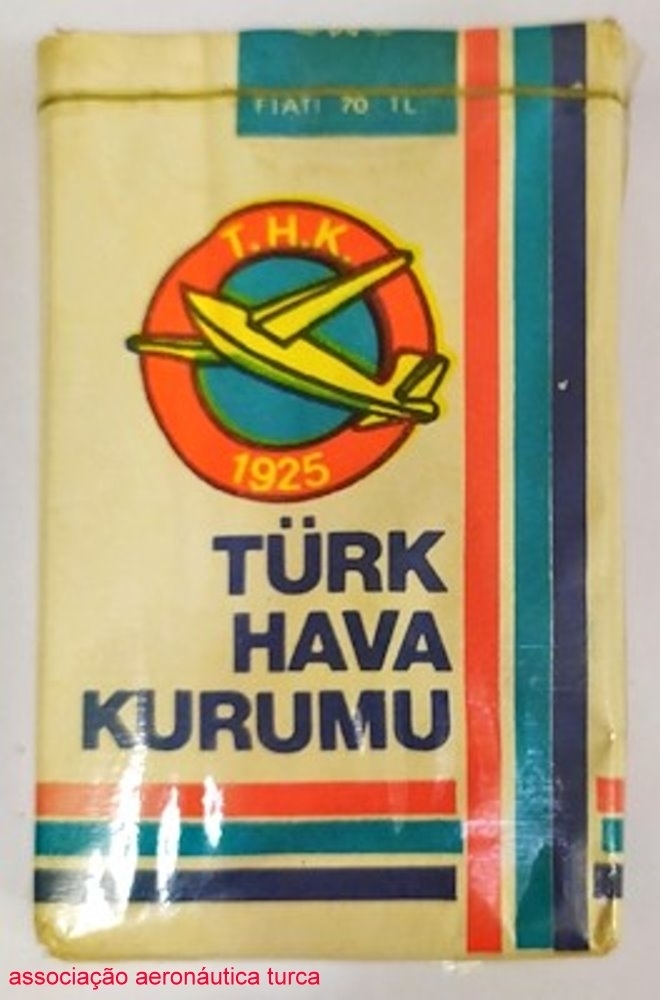 FIATI 70 TL
T.H.K.
1925
TÜRK
HAVA
KURUMU
associação aeronáutica turca